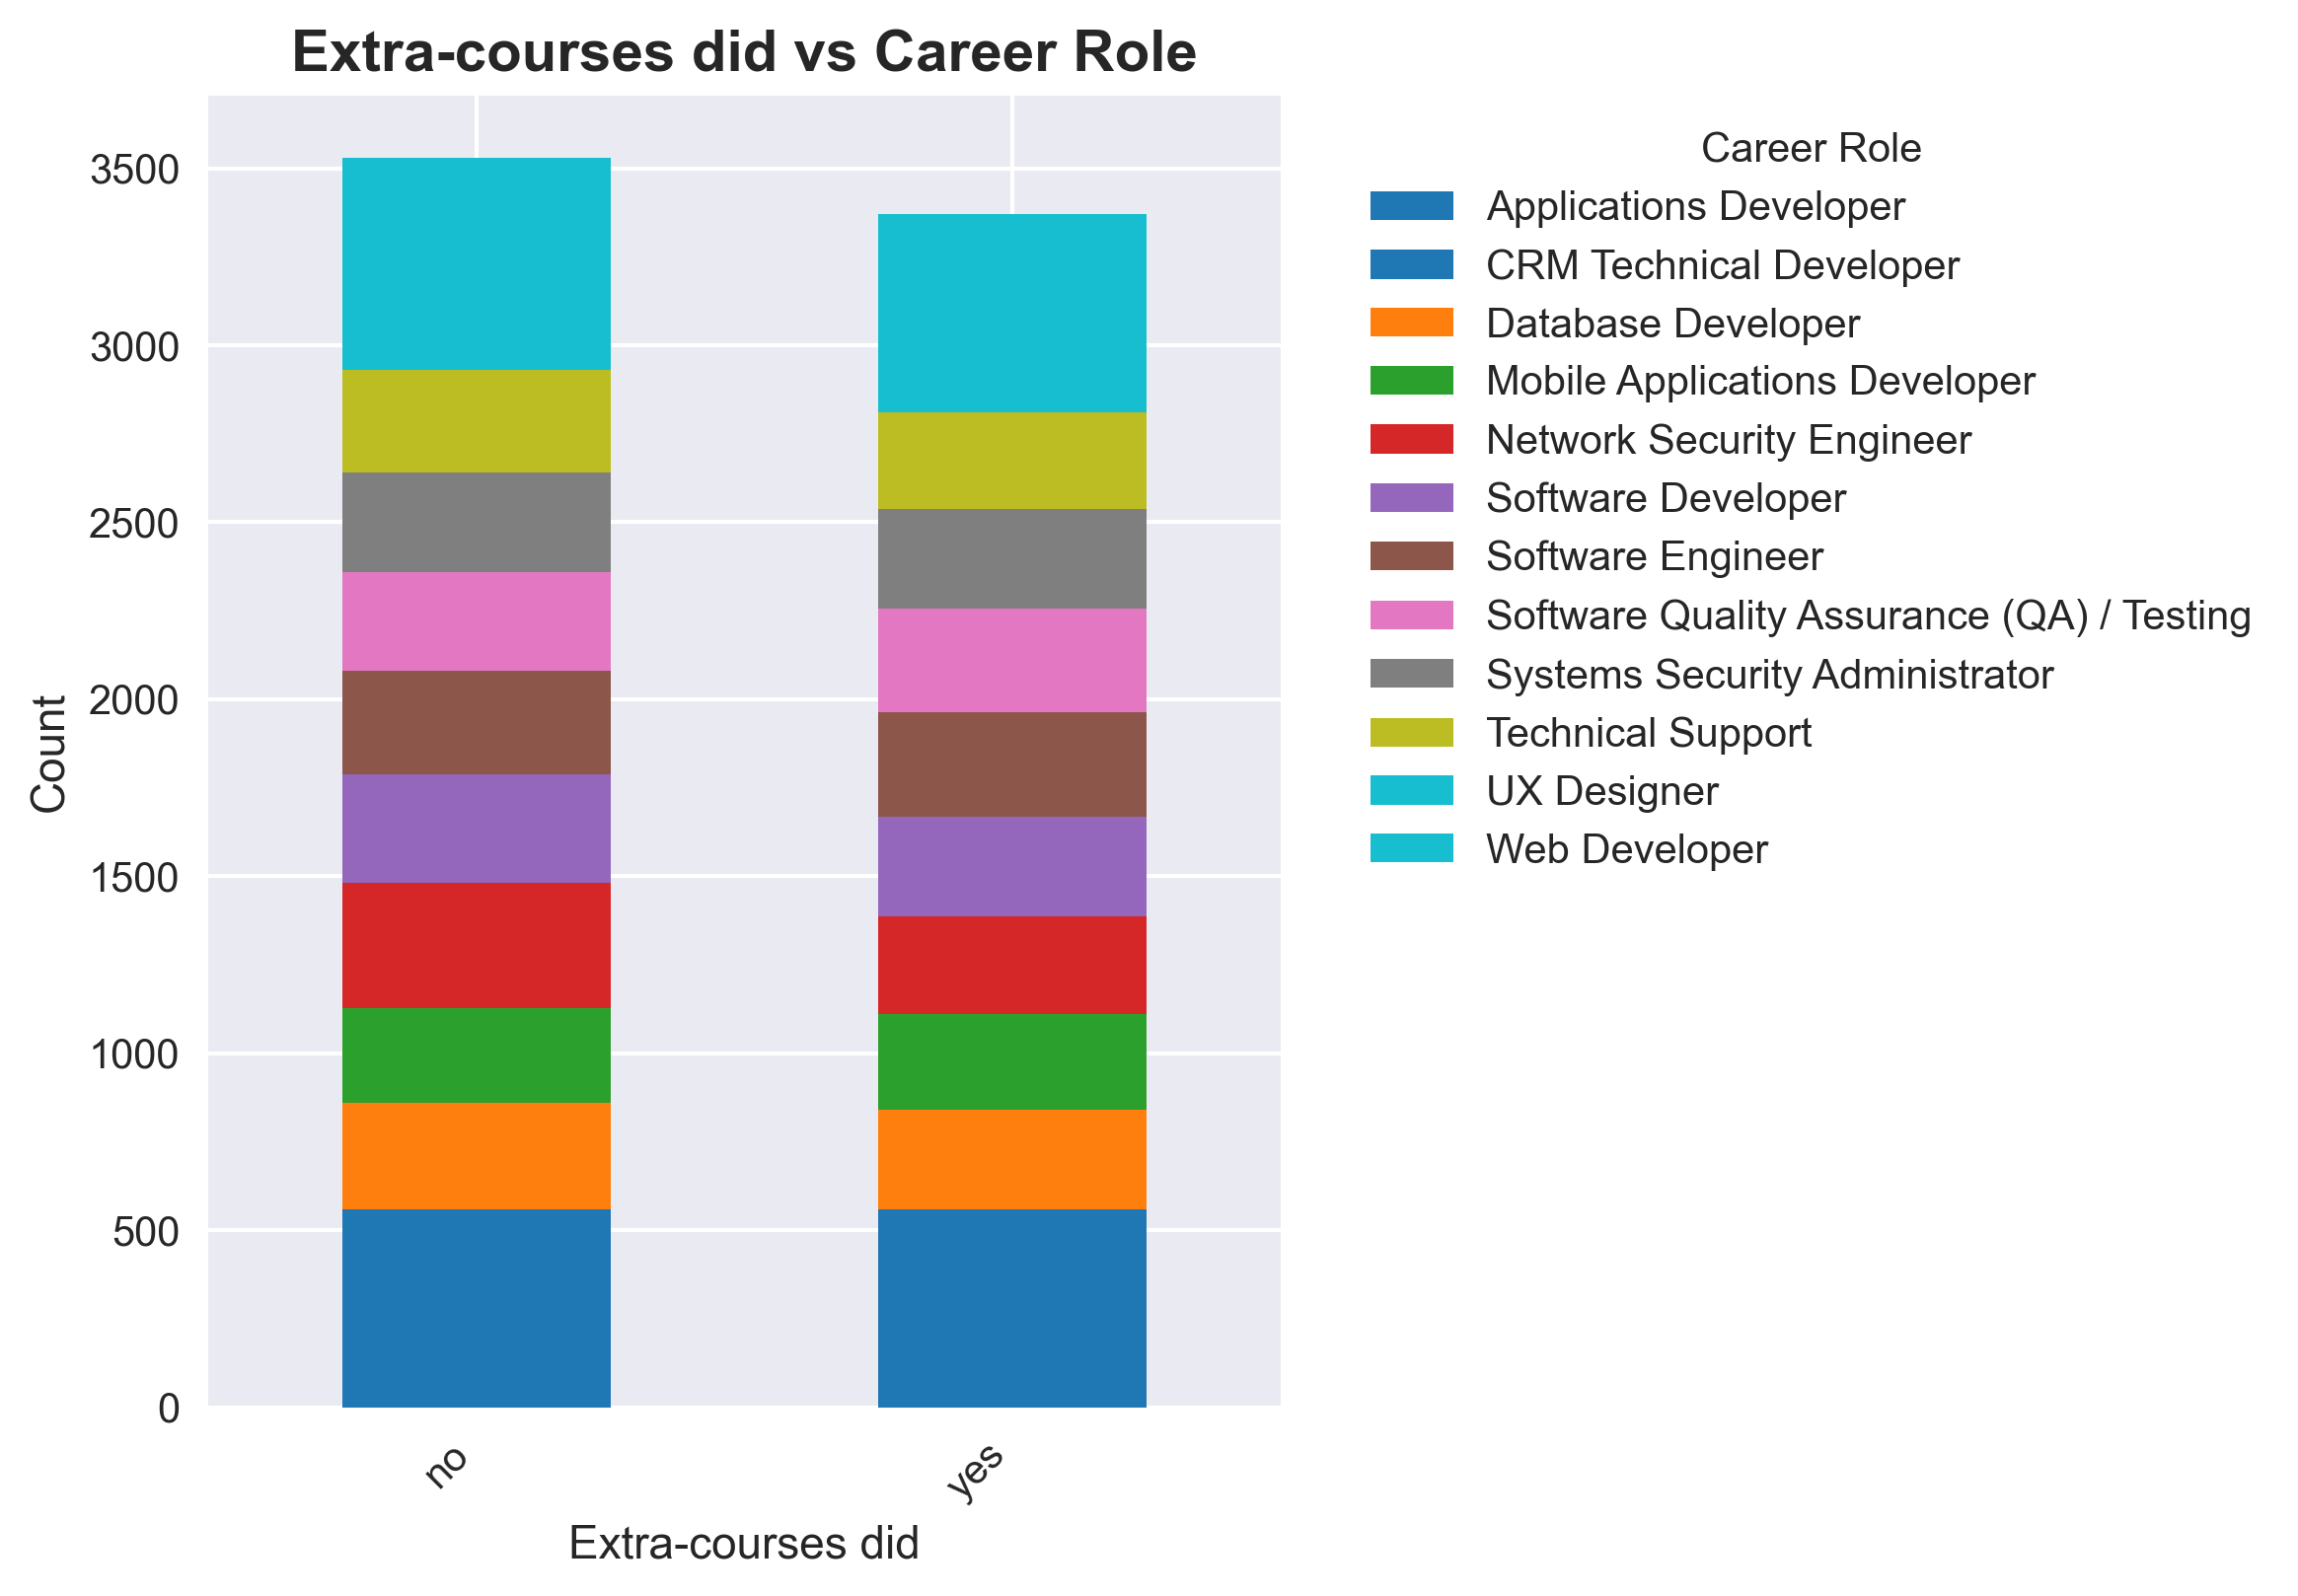 Extra-courses did vs Career Role
3500
3000
2500
2000
1500
1000
500
0
Count
no
yes
Extra-courses did
Career Role
Applications Developer
CRM Technical Developer
Database Developer
Mobile Applications Developer
Network Security Engineer
Software Developer
Software Engineer
Software Quality Assurance (QA) / Testing
Systems Security Administrator
Technical Support
UX Designer
Web Developer